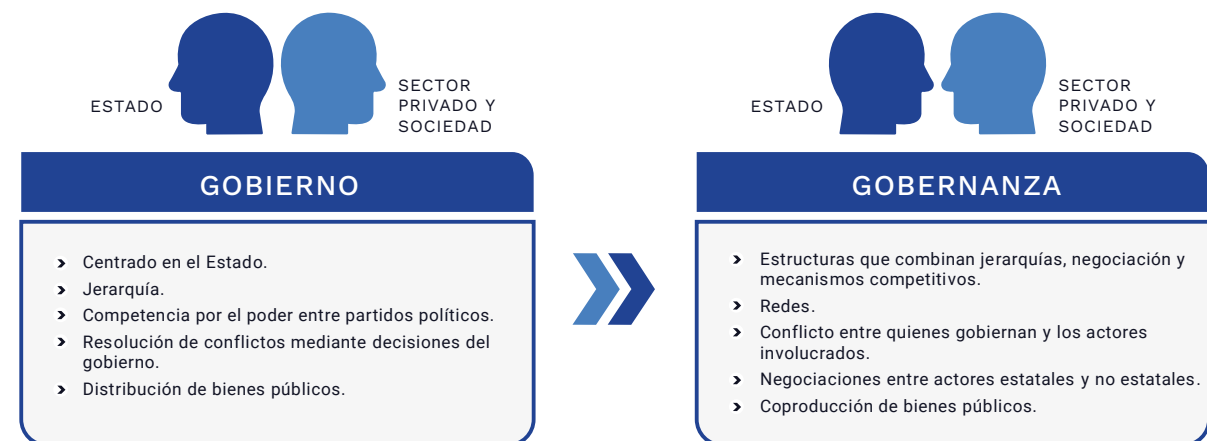 ESTADO
SECTOR
PRIVADO Y
SOCIEDAD
GOBIERNO
Centrado en el Estado.
Jerarquía.
Competencia por el poder entre partidos políticos.
Resolución de conflictos mediante decisiones del
gobierno.
Distribución de bienes públicos.
ESTADO
SECTOR
PRIVADO Y
SOCIEDAD
GOBERNANZA
Estructuras que combinan jerarquías, negociación y
mecanismos competitivos.
Redes.
Conflicto entre quienes gobiernan y los actores
involucrados.
Negociaciones entre actores estatales y no estatales.
Coproducción de bienes públicos.